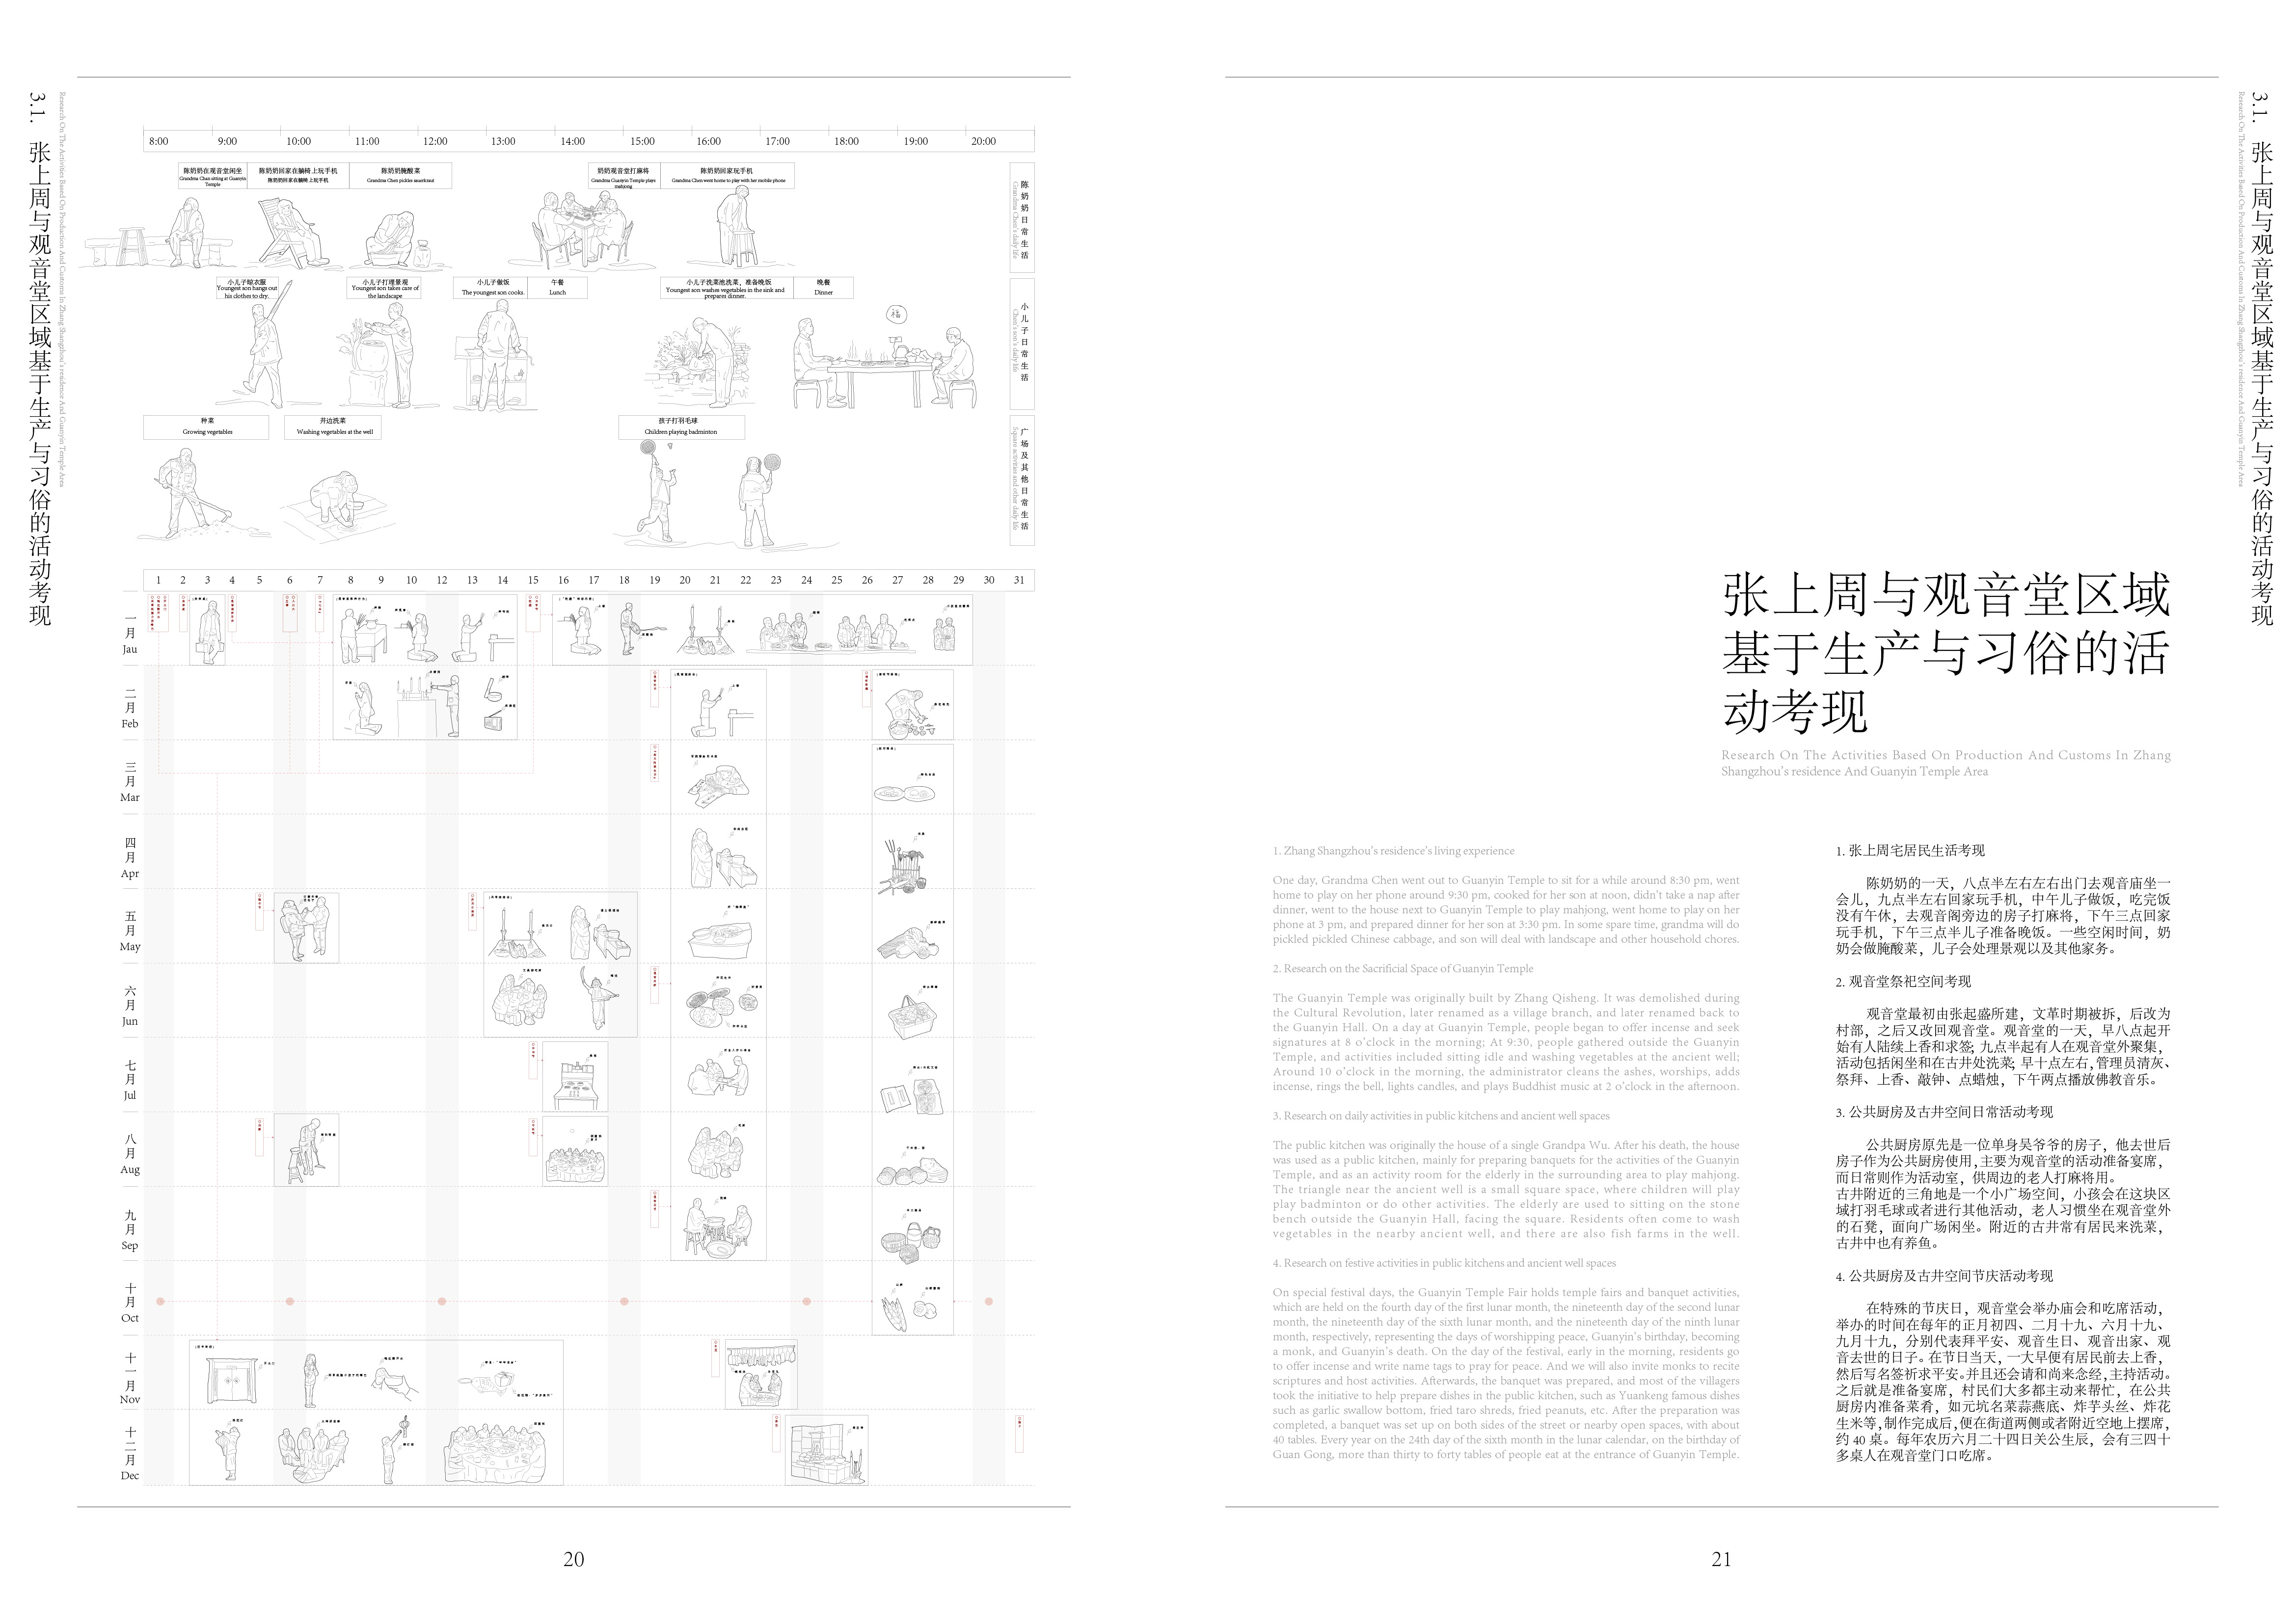 3.1. 张上周与观音堂区域基于生产与习俗的活动考现
Research On The Activities Based On Production And Customs In Zhang Shangzhou's residence And Guanyin Temple Area
8:00 9:00 10:00 11:00 12:00 13:00 14:00 15:00 16:00 17:00 18:00 19:00 20:00
陈奶奶在观音堂闲坐
Grandma Chen sitting at Guanyin
Temple
陈奶奶回家在躺椅上玩手机
陈奶奶回家在躺椅上玩手机
陈奶奶腌酸菜
Grandma Chen pickles sauerkraut
奶奶观音堂打麻将
Grandma Guanyin Temple plays
mahjong
陈奶奶回家玩手机
Grandma Chen went home to play with her mobile phone
陈奶奶日常生活
Grandma Chen's daily life
小儿子晾衣服
Youngest son hangs out
his clothes to dry.
小儿子打理景观
Youngest son takes care of
the landscape
小儿子做饭
The youngest son cooks.
午餐
Lunch
小儿子洗菜池洗菜，准备晚饭
Youngest son washes vegetables in the sink and
prepares dinner.
晚餐
Dinner
福
小儿子日常生活
Chen's son's daily life
种菜
Growing vegetables
井边洗菜
Washing vegetables at the well
孩子打羽毛球
Children playing badminton
广场及其他日常生活
Square activities and other daily life
1 2 3 4 5 6 7 8 9 10 12 13 14 15 16 17 18 19 20 21 22 23 24 25 26 27 28 29 30 31
一月
Jau
二月
Feb
三月
Mar
四月
Apr
五月
May
六月
Jun
七月
Jul
八月
Aug
九月
Sep
十月
Oct
十一月
Nov
十二月
Dec
20
3.1. 张上周与观音堂区域基于生产与习俗的活动考现
Research On The Activities Based On Production And Customs In Zhang Shangzhou's residence And Guanyin Temple Area
张上周与观音堂区域
基于生产与习俗的活
动考现
Research On The Activities Based On Production And Customs In Zhang
Shangzhou's residence And Guanyin Temple Area
1. Zhang Shangzhou's residence's living experience
One day, Grandma Chen went out to Guanyin Temple to sit for a while around 8:30 pm, went
home to play on her phone around 9:30 pm, cooked for her son at noon, didn't take a nap after
dinner, went to the house next to Guanyin Temple to play mahjong, went home to play on her
phone at 3 pm, and prepared dinner for her son at 3:30 pm. In some spare time, grandma will do
pickled pickled Chinese cabbage, and son will deal with landscape and other household chores.
2. Research on the Sacrificial Space of Guanyin Temple
The Guanyin Temple was originally built by Zhang Qisheng. It was demolished during
the Cultural Revolution, later renamed as a village branch, and later renamed back to
the Guanyin Hall. On a day at Guanyin Temple, people began to offer incense and seek
signatures at 8 o'clock in the morning; At 9:30, people gathered outside the Guanyin
Temple, and activities included sitting idle and washing vegetables at the ancient well;
Around 10 o'clock in the morning, the administrator cleans the ashes, worships, adds
incense, rings the bell, lights candles, and plays Buddhist music at 2 o'clock in the afternoon.
3. Research on daily activities in public kitchens and ancient well spaces
The public kitchen was originally the house of a single Grandpa Wu. After his death, the house
was used as a public kitchen, mainly for preparing banquets for the activities of the Guanyin
Temple, and as an activity room for the elderly in the surrounding area to play mahjong.
The triangle near the ancient well is a small square space, where children will play
play badminton or do other activities. The elderly are used to sitting on the stone
bench outside the Guanyin Hall, facing the square. Residents often come to wash
vegetables in the nearby ancient well, and there are also fish farms in the well.
4. Research on festive activities in public kitchens and ancient well spaces
On special festival days, the Guanyin Temple Fair holds temple fairs and banquet activities,
which are held on the fourth day of the first lunar month, the nineteenth day of the second lunar
month, the nineteenth day of the sixth lunar month, and the nineteenth day of the ninth lunar
month, respectively, representing the days of worshipping peace, Guanyin's birthday, becoming
a monk, and Guanyin's death. On the day of the festival, early in the morning, residents go
to offer incense and write name tags to pray for peace. And we will also invite monks to recite
scriptures and host activities. Afterwards, the banquet was prepared, and most of the villagers
took the initiative to help prepare dishes in the public kitchen, such as Yuankeng famous dishes
such as garlic swallow bottom, fried taro shreds, fried peanuts, etc. After the preparation was
completed, a banquet was set up on both sides of the street or nearby open spaces, with about
40 tables. Every year on the 24th day of the sixth month in the lunar calendar, on the birthday of
Guan Gong, more than thirty to forty tables of people eat at the entrance of Guanyin Temple.
1. 张上周宅居民生活考现
陈奶奶的一天，八点半左右左右出门去观音庙坐一
会儿，九点半左右回家玩手机，中午儿子做饭，吃完饭
没有午休，去观音阁旁边的房子打麻将，下午三点回家
玩手机，下午三点半儿子准备晚饭。一些空闲时间，奶
奶会做腌酸菜，儿子会处理景观以及其他家务。
2. 观音堂祭祀空间考现
观音堂最初由张起盛所建，文革时期被拆，后改为
村部，之后又改回观音堂。观音堂的一天，早八点起开
始有人陆续上香和求签；九点半起有人在观音堂外聚集，
活动包括闲坐和在古井处洗菜；早十点左右,管理员清灰、
祭拜、上香、敲钟、点蜡烛，下午两点播放佛教音乐。
3. 公共厨房及古井空间日常活动考现
公共厨房原先是一位单身吴爷爷的房子，他去世后
房子作为公共厨房使用，主要为观音堂的活动准备宴席，
而日常则作为活动室，供周边的老人打麻将用。
古井附近的三角地是一个小广场空间，小孩会在这块区
域打羽毛球或者进行其他活动，老人习惯坐在观音堂外
的石凳，面向广场闲坐。附近的古井常有居民来洗菜，
古井中也有养鱼。
4. 公共厨房及古井空间节庆活动考现
在特殊的节庆日，观音堂会举办庙会和吃席活动，
举办的时间在每年的正月初四、二月十九、六月十九、
九月十九，分别代表拜平安、观音生日、观音出家、观
音去世的日子。在节日当天，一大早便有居民前去上香，
然后写名签祈求平安。并且还会请和尚来念经，主持活动。
之后就是准备宴席，村民们大多都主动来帮忙，在公共
厨房内准备菜肴，如元坑名菜蒜燕底、炸芋头丝、炸花
生米等，制作完成后，便在街道两侧或者附近空地上摆席，
约 40 桌。每年农历六月二十四日关公生辰，会有三四十
多桌人在观音堂门口吃席。
21